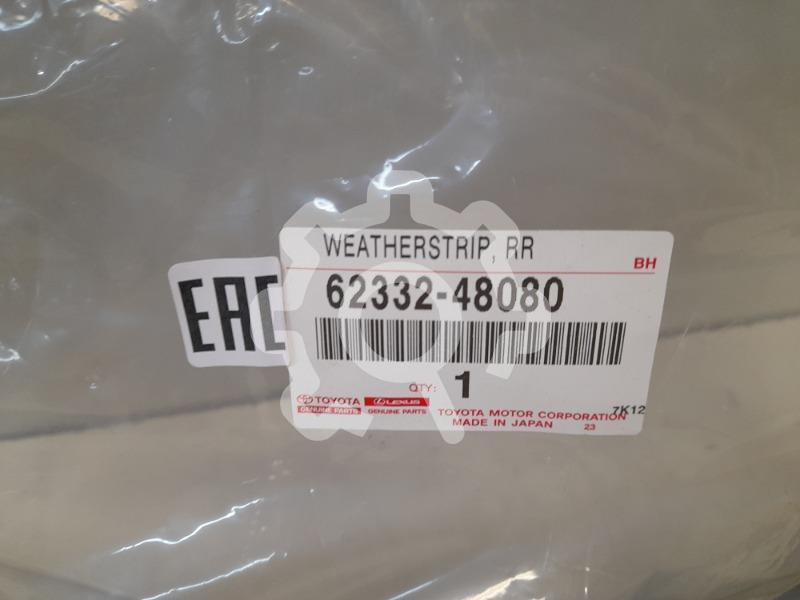 WEATHERSTRIP, RR
BH
62332-48080
EAC
QTY: 1
TOYOTA
GENUINE PARTS
LEXUS
GENUINE PARTS
TOYOTA MOTOR CORPORATION
7K12
MADE IN JAPAN
23